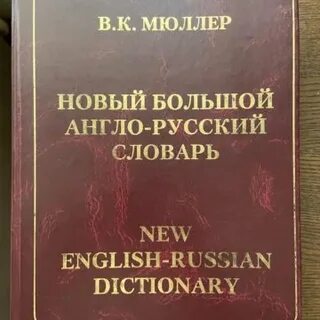 В.К. МЮЛЛЕР
НОВЫЙ БОЛЬШОЙ
АНГЛО-РУССКИЙ
СЛОВАРЬ
NEW
ENGLISH-RUSSIAN
DICTIONARY